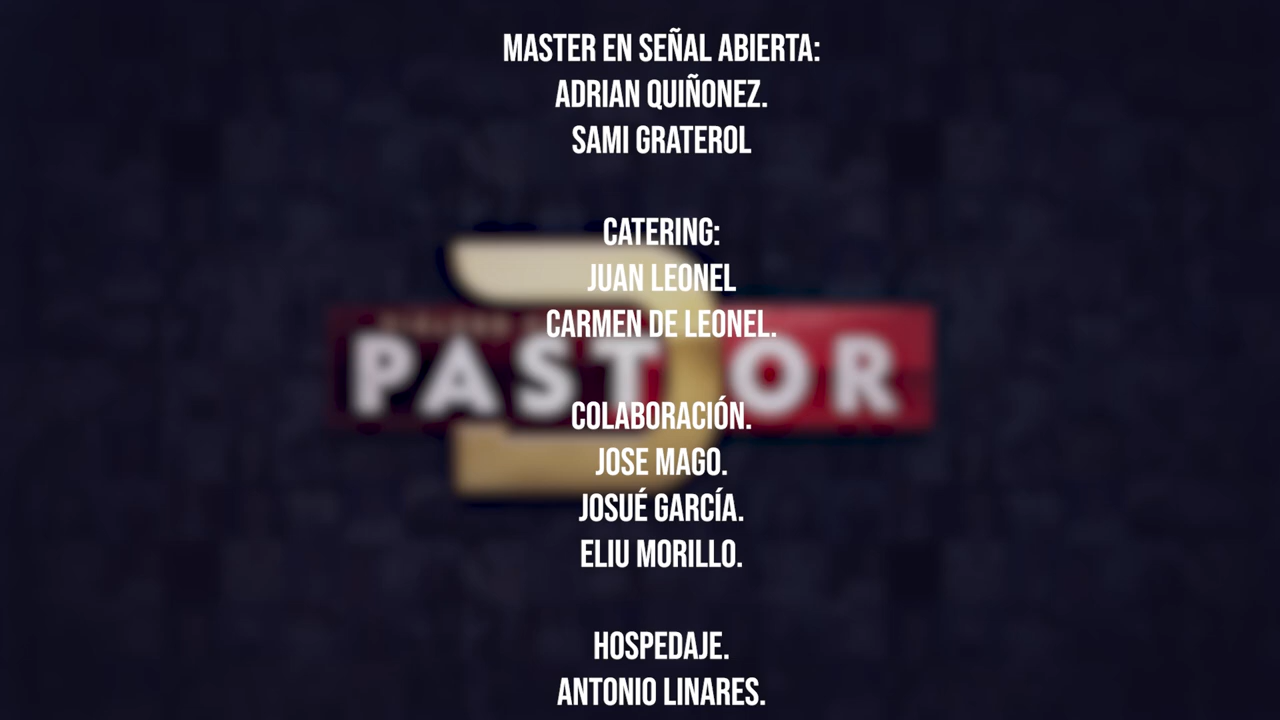 MASTER EN SEÑAL ABIERTA:
ADRIAN QUIÑONEZ.
SAMI GRATEROL
CATERING:
JUAN LEONEL
CARMEN DE LEONEL.
PASTOR
COLABORACIÓN.
JOSE MAGO.
JOSUÉ GARCÍA.
ELIU MORILLO.
HOSPEDAJE.
ANTONIO LINARES.